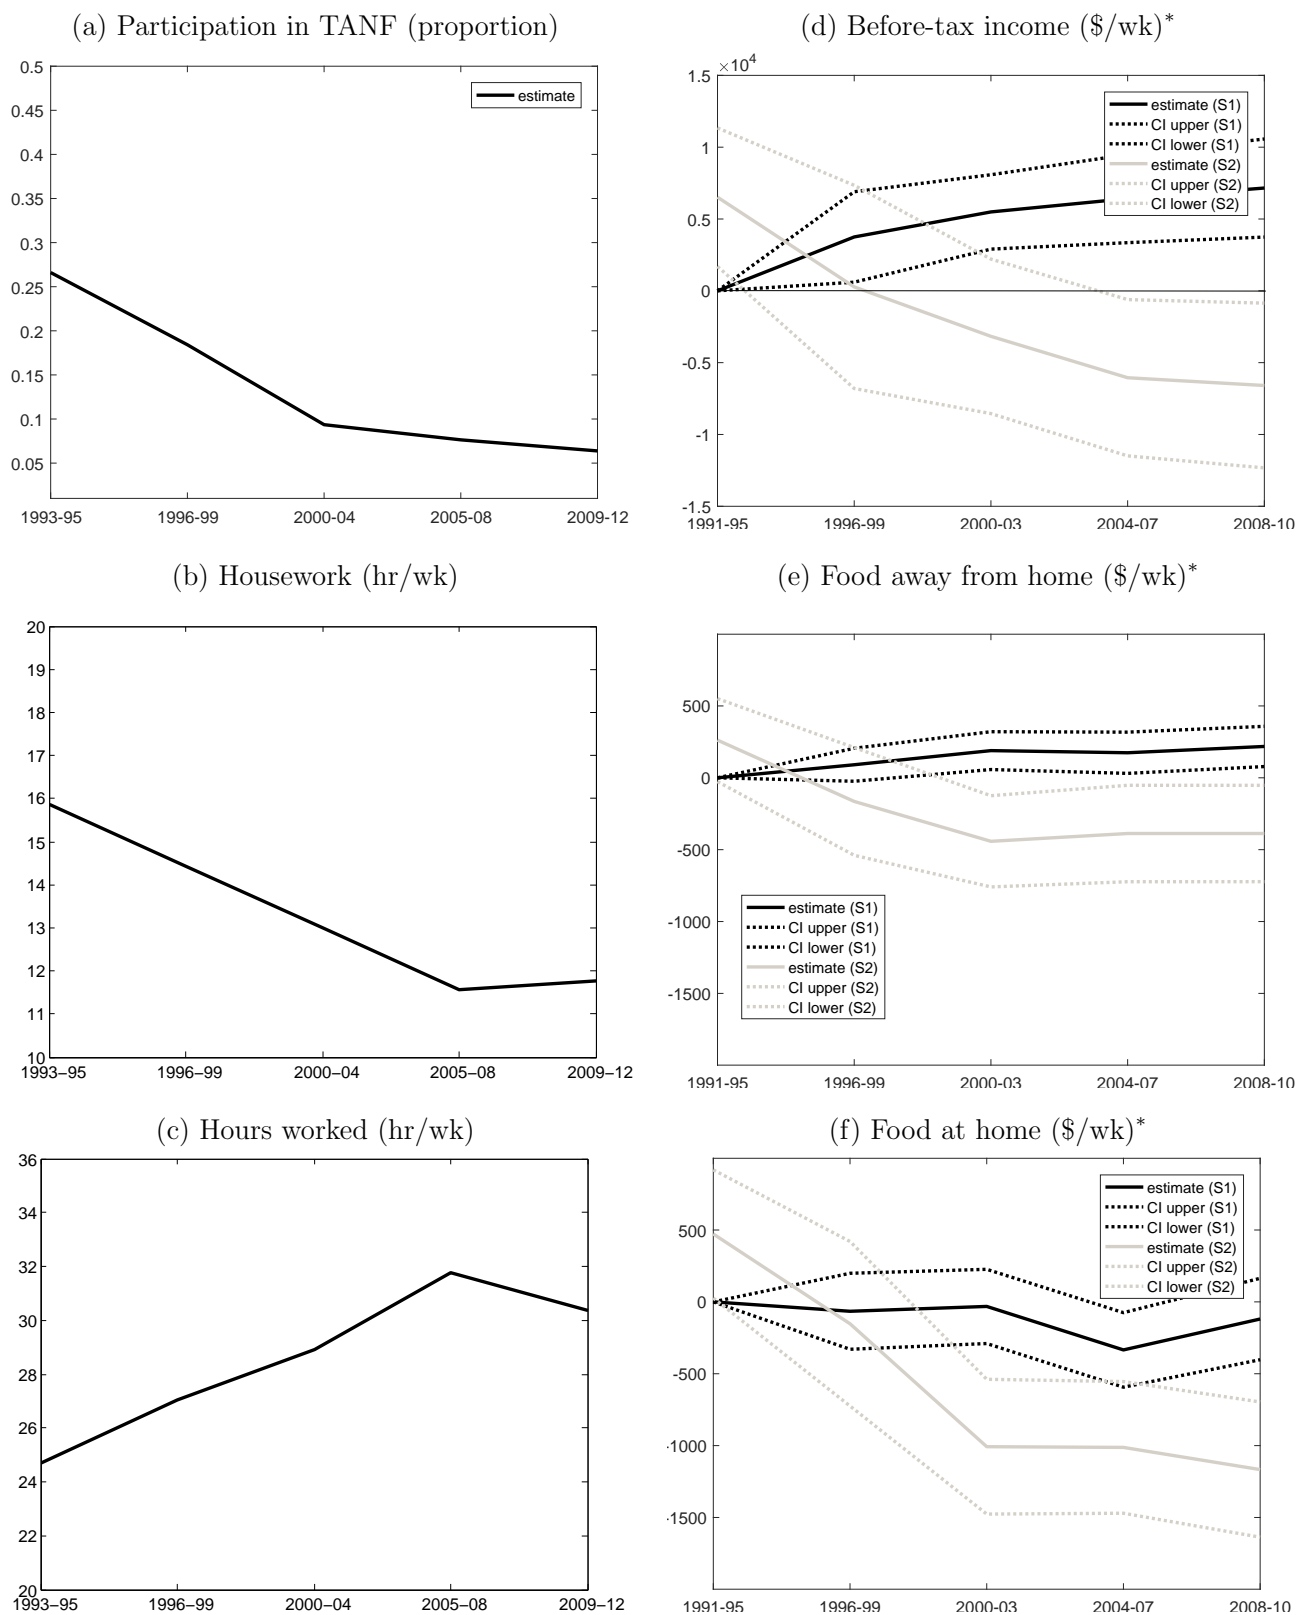 (a) Participation in TANF (proportion)
0.5
0.45
0.4
0.35
0.3
0.25
0.2
0.15
0.1
0.05
estimate
1993-95 1996-99 2000-04 2005-08 2009-12
(d) Before-tax income ($/wk)*
×10⁴
1.5
1
0.5
0
-0.5
-1
-1.5
estimate (S1)
CI upper (S1)
CI lower (S1)
estimate (S2)
CI upper (S2)
CI lower (S2)
1991-95 1996-99 2000-03 2004-07 2008-10
(b) Housework (hr/wk)
20
19
18
17
16
15
14
13
12
11
10
1993–95 1996–99 2000–04 2005–08 2009–12
(e) Food away from home ($/wk)*
500
0
-500
-1000
-1500
estimate (S1)
CI upper (S1)
CI lower (S1)
estimate (S2)
CI upper (S2)
CI lower (S2)
1991-95 1996-99 2000-03 2004-07 2008-10
(c) Hours worked (hr/wk)
36
34
32
30
28
26
24
22
20
1993–95 1996–99 2000–04 2005–08 2009–12
(f) Food at home ($/wk)*
500
0
-500
-1000
-1500
estimate (S1)
CI upper (S1)
CI lower (S1)
estimate (S2)
CI upper (S2)
CI lower (S2)
1991-95 1996-99 2000-03 2004-07 2008-10